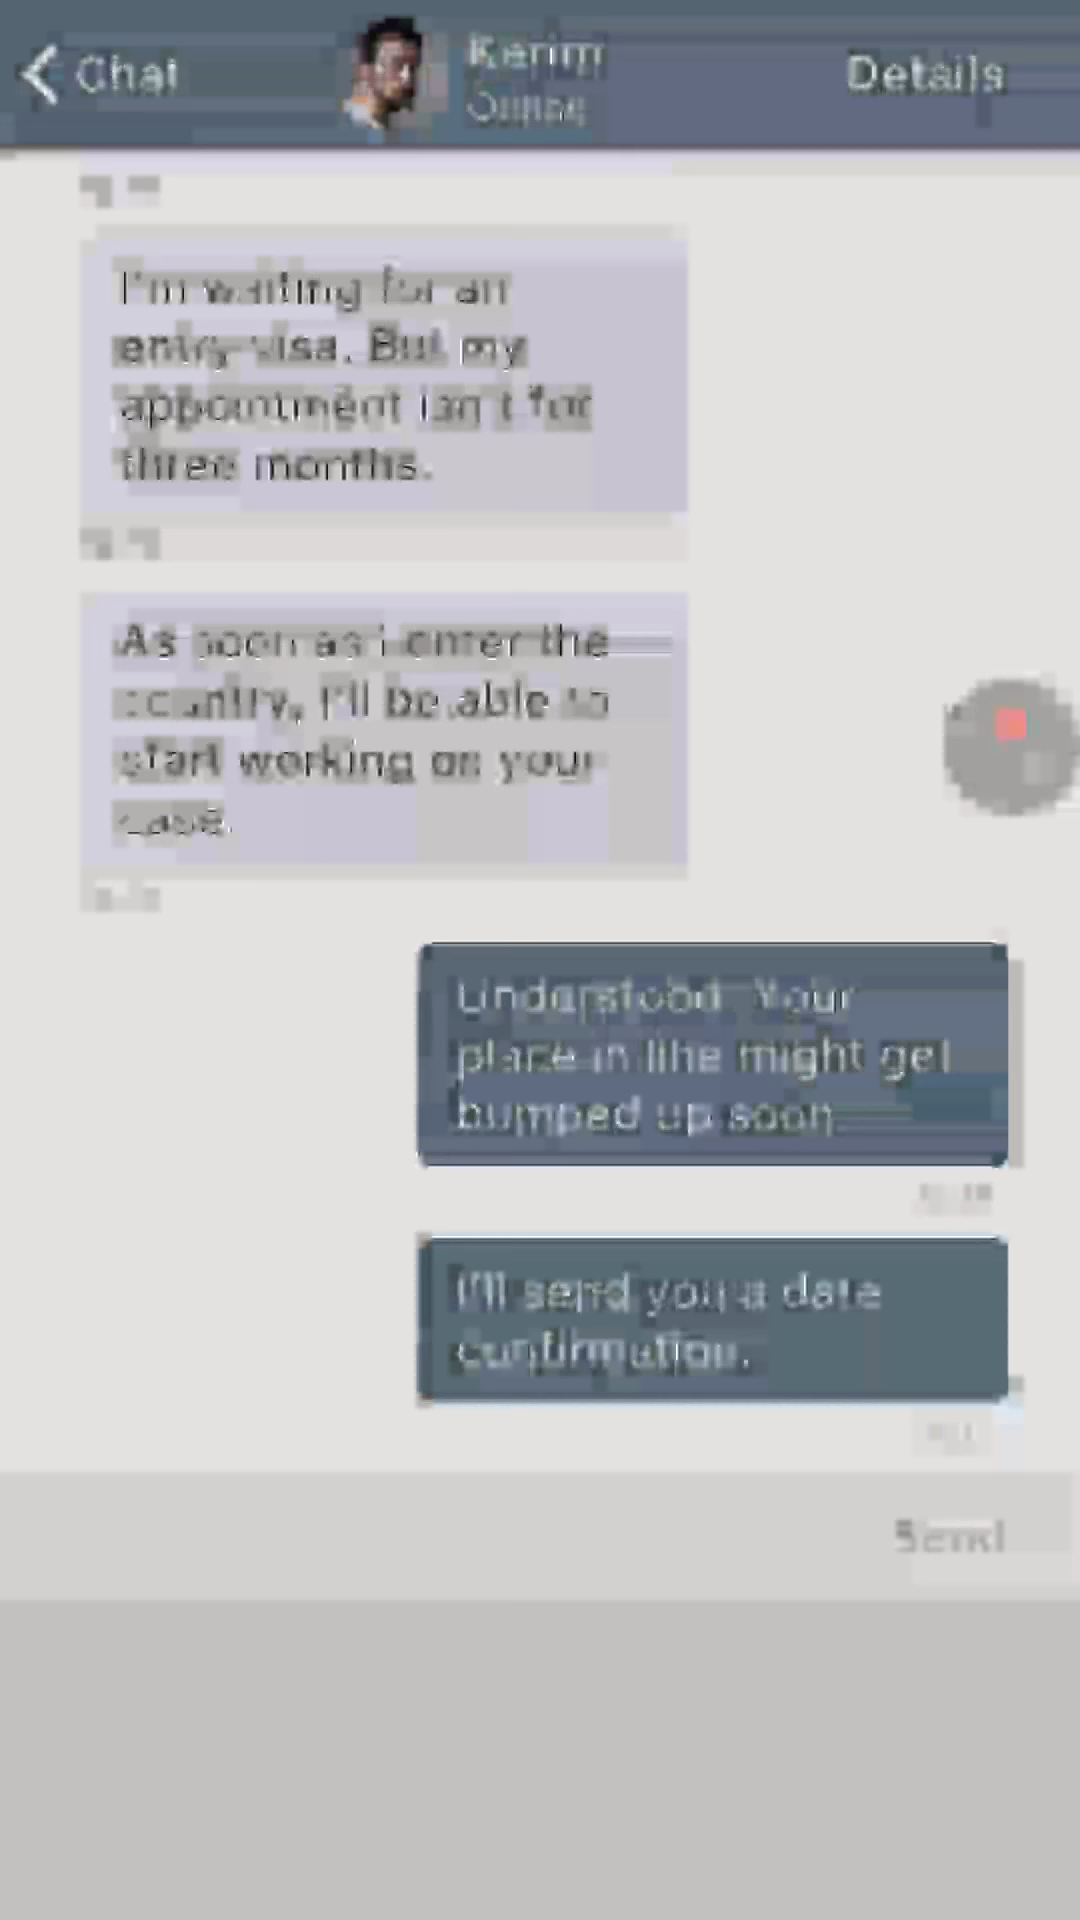 Chat
Karim
Online
Details
I'm waiting for an
entry visa. But my
appointment isn't for
three months.
As soon as I enter the
country, I'll be able to
start working on your
case.
Understood. Your
place in line might get
bumped up soon.
I'll send you a date
confirmation.
Send